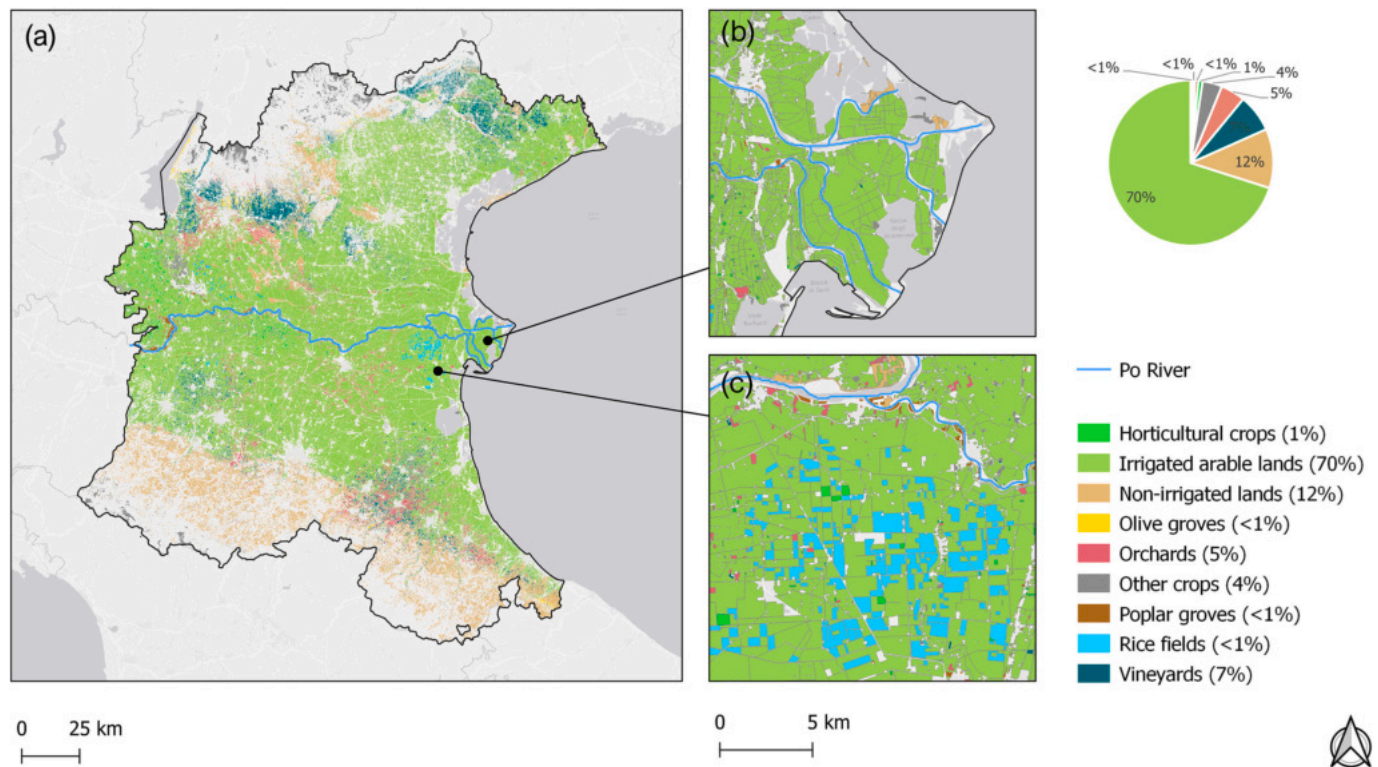 (a)
(b)
<1%
<1%
<1%
1%
4%
5%
12%
70%
(c)
Po River
Horticultural crops (1%)
Irrigated arable lands (70%)
Non-irrigated lands (12%)
Olive groves (<1%)
Orchards (5%)
Other crops (4%)
Poplar groves (<1%)
Rice fields (<1%)
Vineyards (7%)
0 25 km
0 5 km